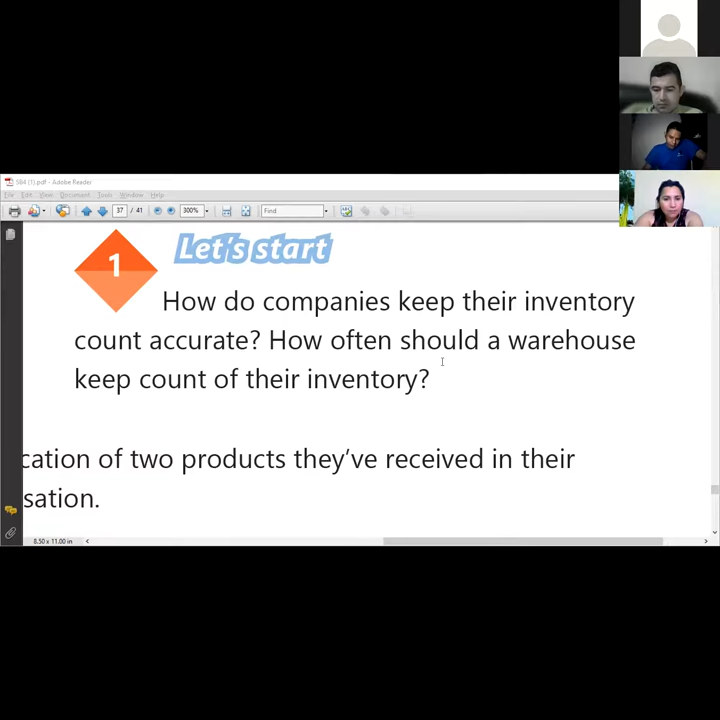 SB4 (1).pdf - Adobe Reader
File Edit View Document Tools Window Help
37 / 41 300% Find
1 Let's start
How do companies keep their inventory
count accurate? How often should a warehouse
keep count of their inventory?
cation of two products they've received in their
sation.
8.50 x 11.00 in